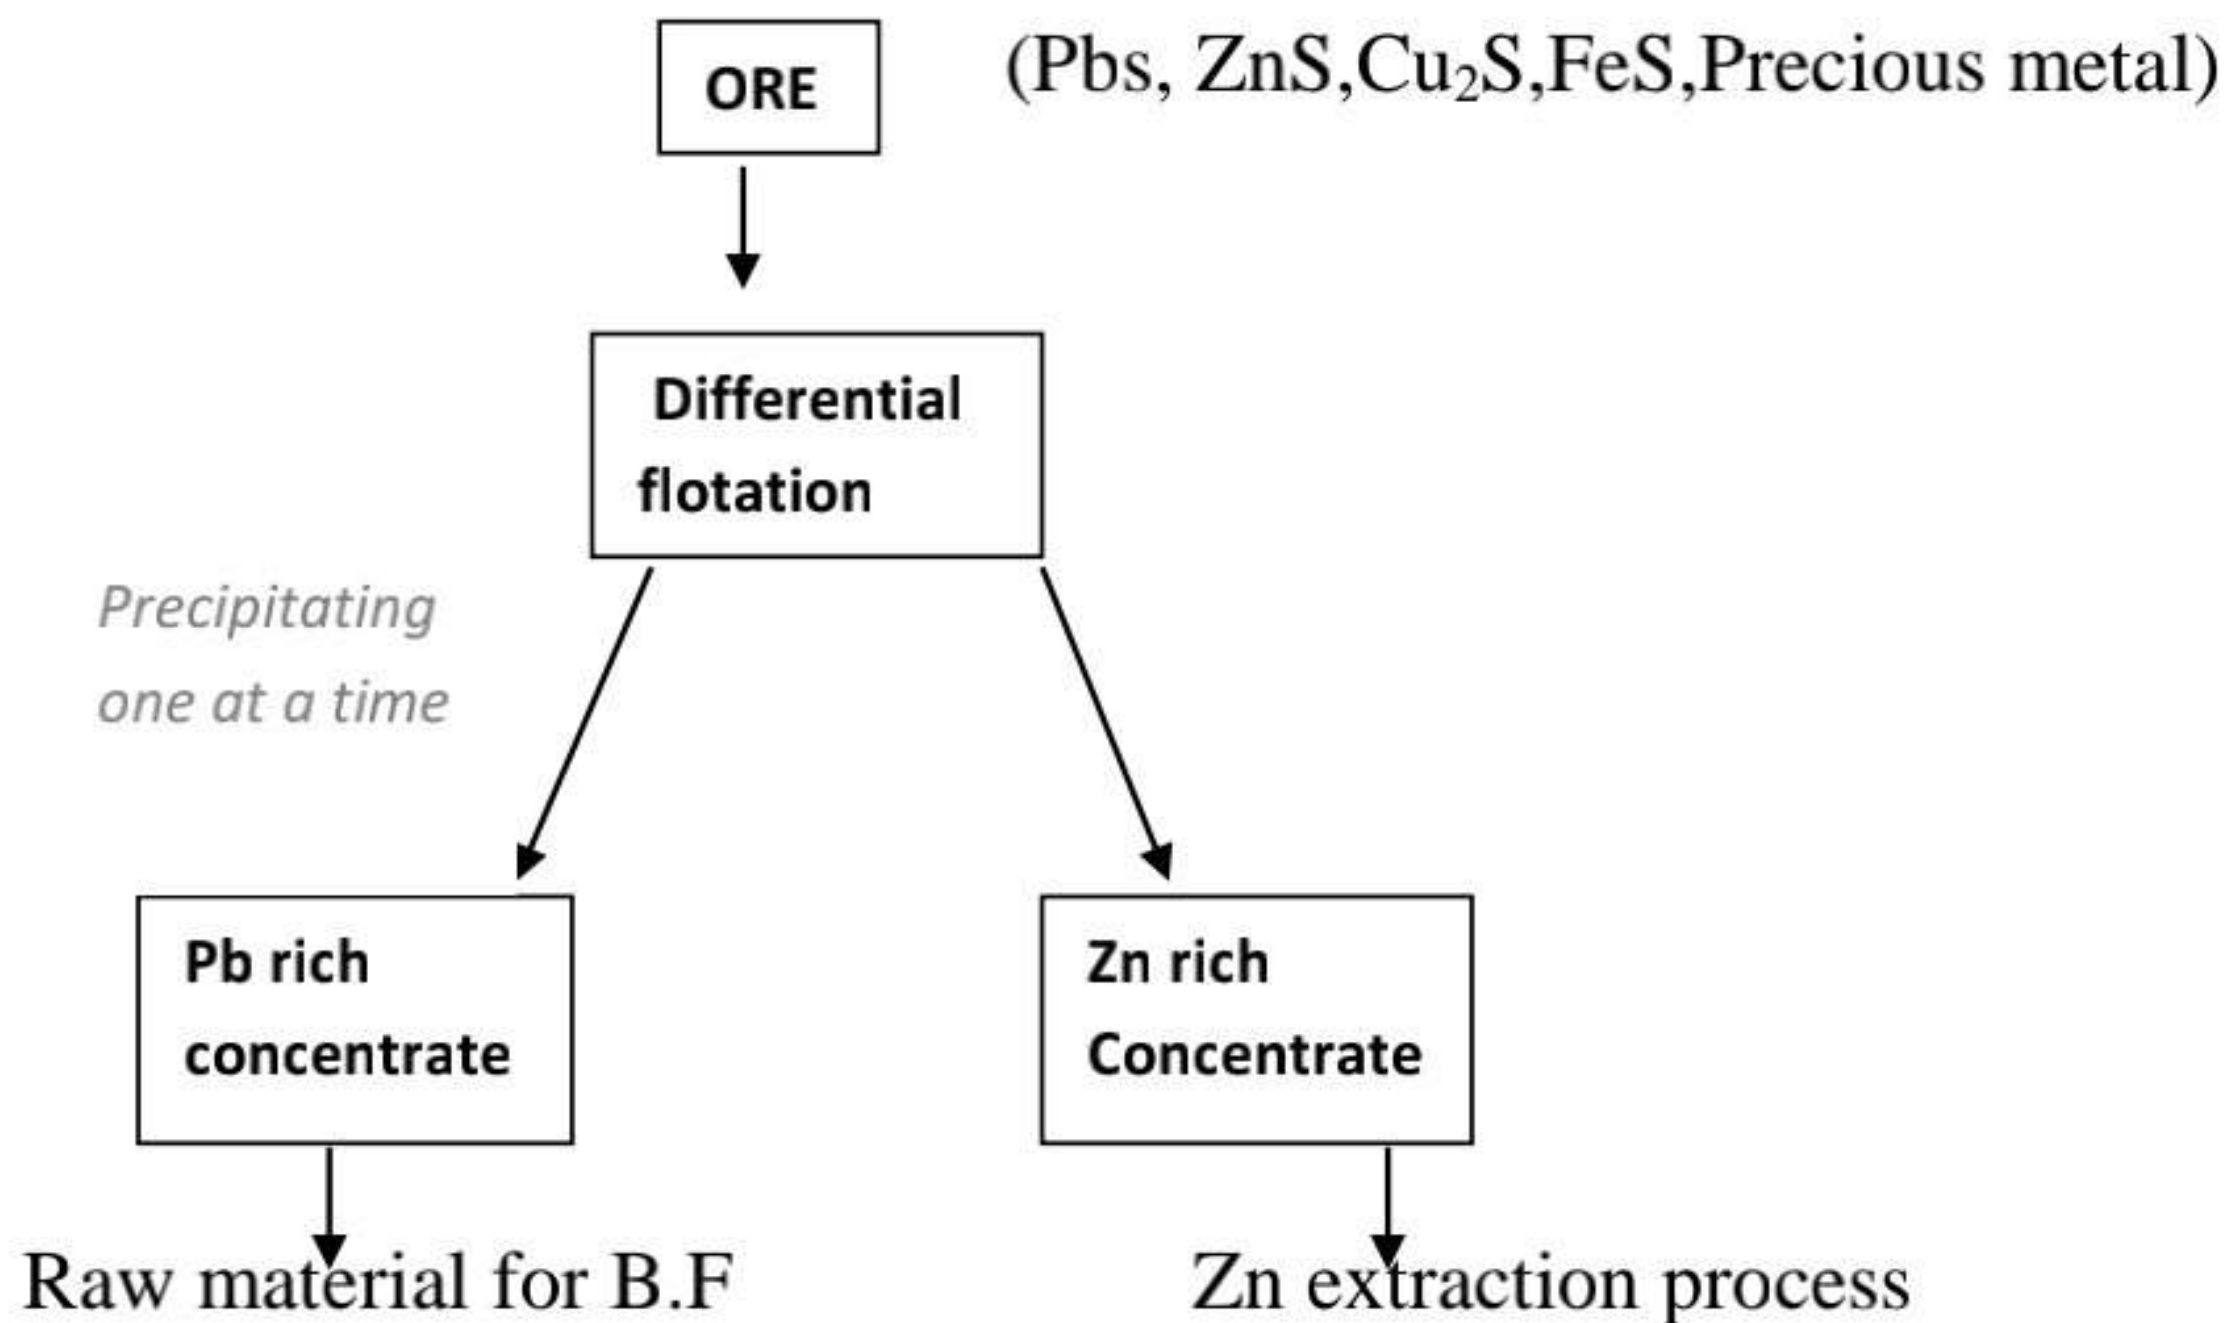 ORE
(Pbs, ZnS,Cu₂S,FeS,Precious metal)
Differential
flotation
Precipitating
one at a time
Pb rich
concentrate
Zn rich
Concentrate
Raw material for B.F
Zn extraction process